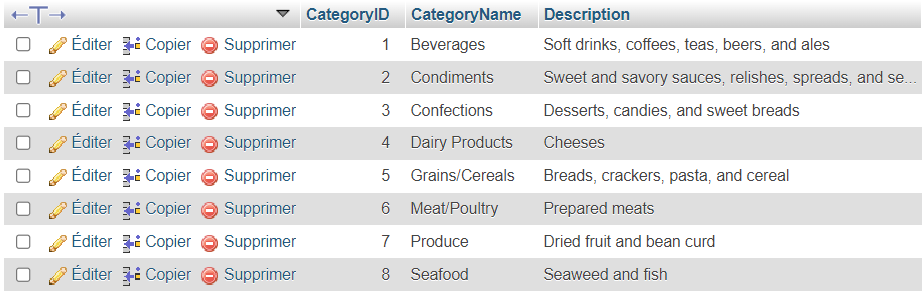 CategoryID CategoryName Description
Éditer Copier Supprimer 1 Beverages Soft drinks, coffees, teas, beers, and ales
Éditer Copier Supprimer 2 Condiments Sweet and savory sauces, relishes, spreads, and se...
Éditer Copier Supprimer 3 Confections Desserts, candies, and sweet breads
Éditer Copier Supprimer 4 Dairy Products Cheeses
Éditer Copier Supprimer 5 Grains/Cereals Breads, crackers, pasta, and cereal
Éditer Copier Supprimer 6 Meat/Poultry Prepared meats
Éditer Copier Supprimer 7 Produce Dried fruit and bean curd
Éditer Copier Supprimer 8 Seafood Seaweed and fish